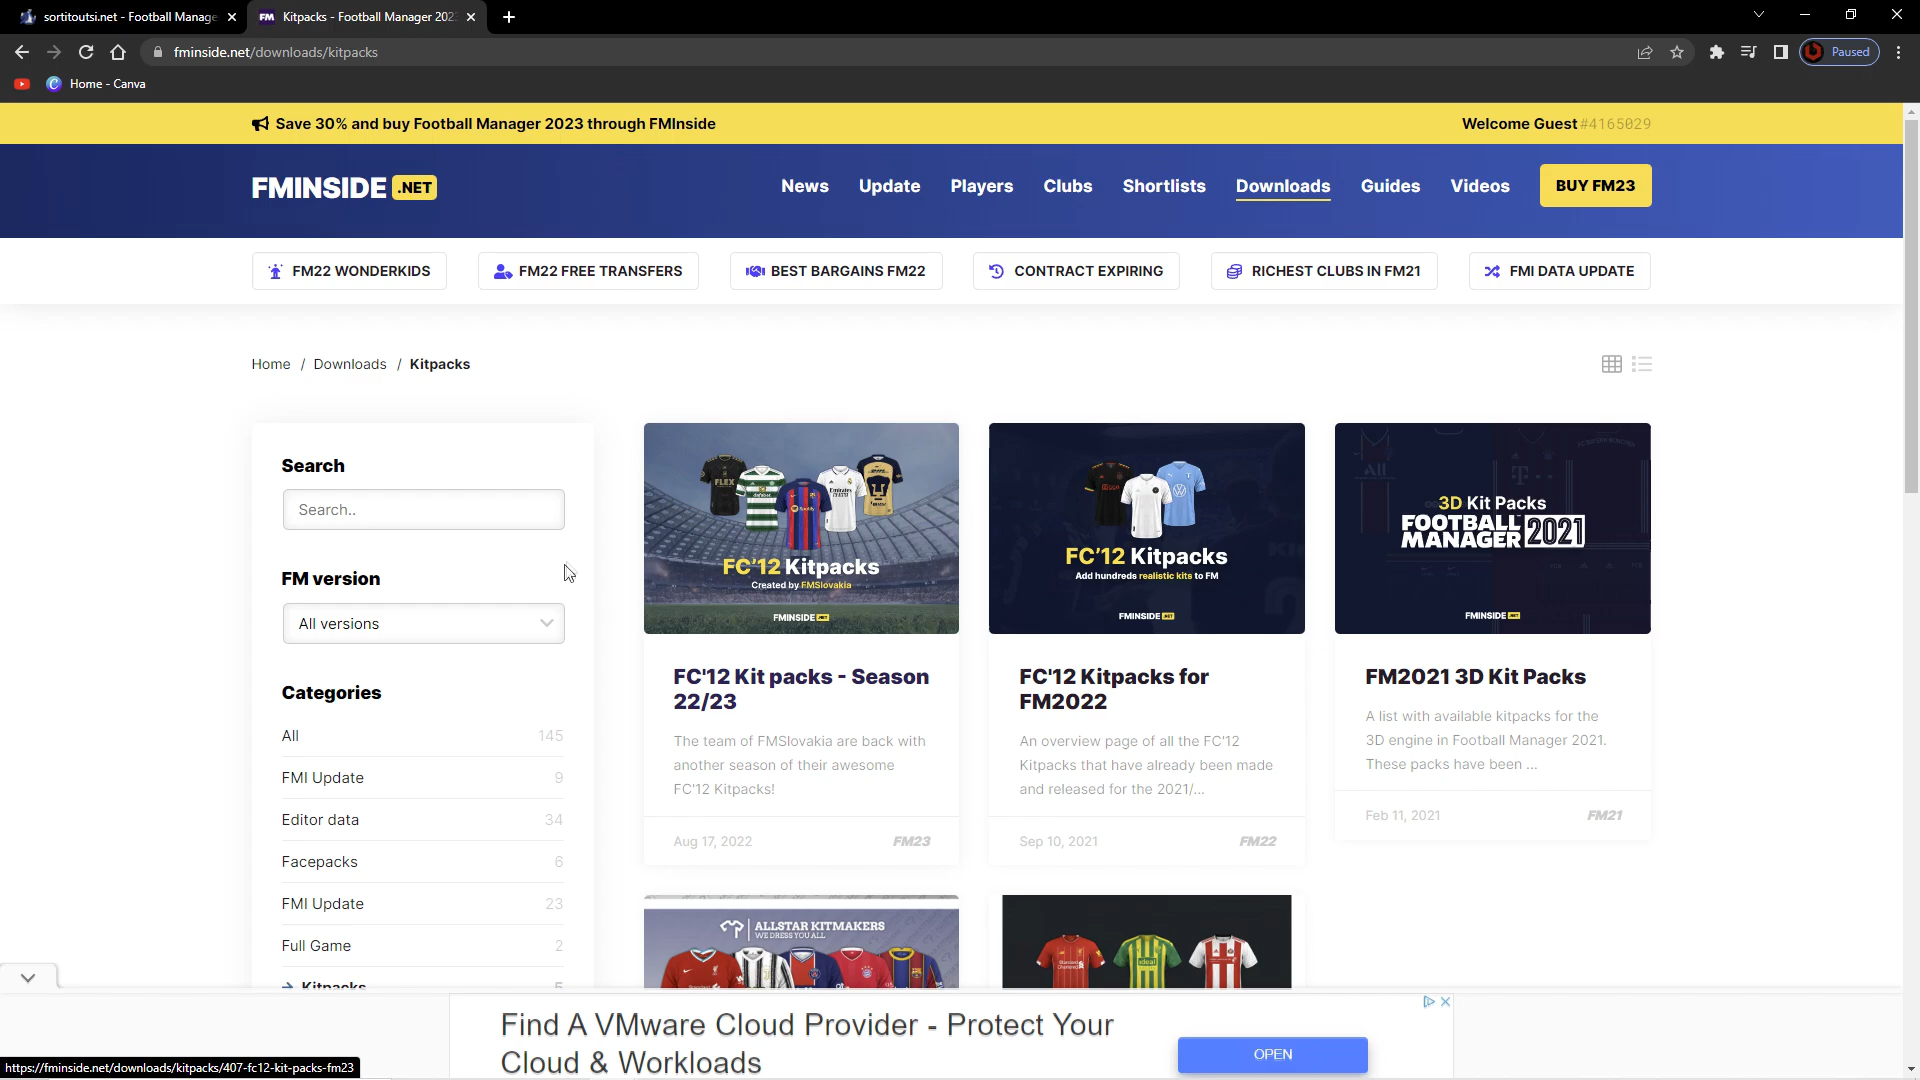 sortitoutsi.net - Football Manage
Kitpacks - Football Manager 202
fminside.net/downloads/kitpacks
Paused
Home - Canva
Save 30% and buy Football Manager 2023 through FMInside
Welcome Guest #4165029
FMINSIDE .NET
News
Update
Players
Clubs
Shortlists
Downloads
Guides
Videos
BUY FM23
FM22 WONDERKIDS
FM22 FREE TRANSFERS
BEST BARGAINS FM22
CONTRACT EXPIRING
RICHEST CLUBS IN FM21
FMI DATA UPDATE
Home / Downloads / Kitpacks
Search
Search..
FM version
All versions
Categories
All 145
FMI Update 9
Editor data 34
Facepacks 6
FMI Update 23
Full Game 2
Kitpacks 5
FC'12 Kitpacks
Created by FMSlovakia
FMINSIDE .NET
FC'12 Kit packs - Season
22/23
The team of FMSlovakia are back with
another season of their awesome
FC'12 Kitpacks!
Aug 17, 2022
FM23
FC'12 Kitpacks
Add hundreds realistic kits to FM
FMINSIDE .NET
FC'12 Kitpacks for
FM2022
An overview page of all the FC'12
Kitpacks that have already been made
and released for the 2021/...
Sep 10, 2021
FM22
3D Kit Packs
FOOTBALL
MANAGER 2021
FMINSIDE .NET
FM2021 3D Kit Packs
A list with available kitpacks for the
3D engine in Football Manager 2021.
These packs have been ...
Feb 11, 2021
FM21
ALLSTAR KITMAKERS
WE DRESS YOU ALL
Find A VMware Cloud Provider - Protect Your
Cloud & Workloads
OPEN
https://fminside.net/downloads/kitpacks/407-fc12-kit-packs-fm23